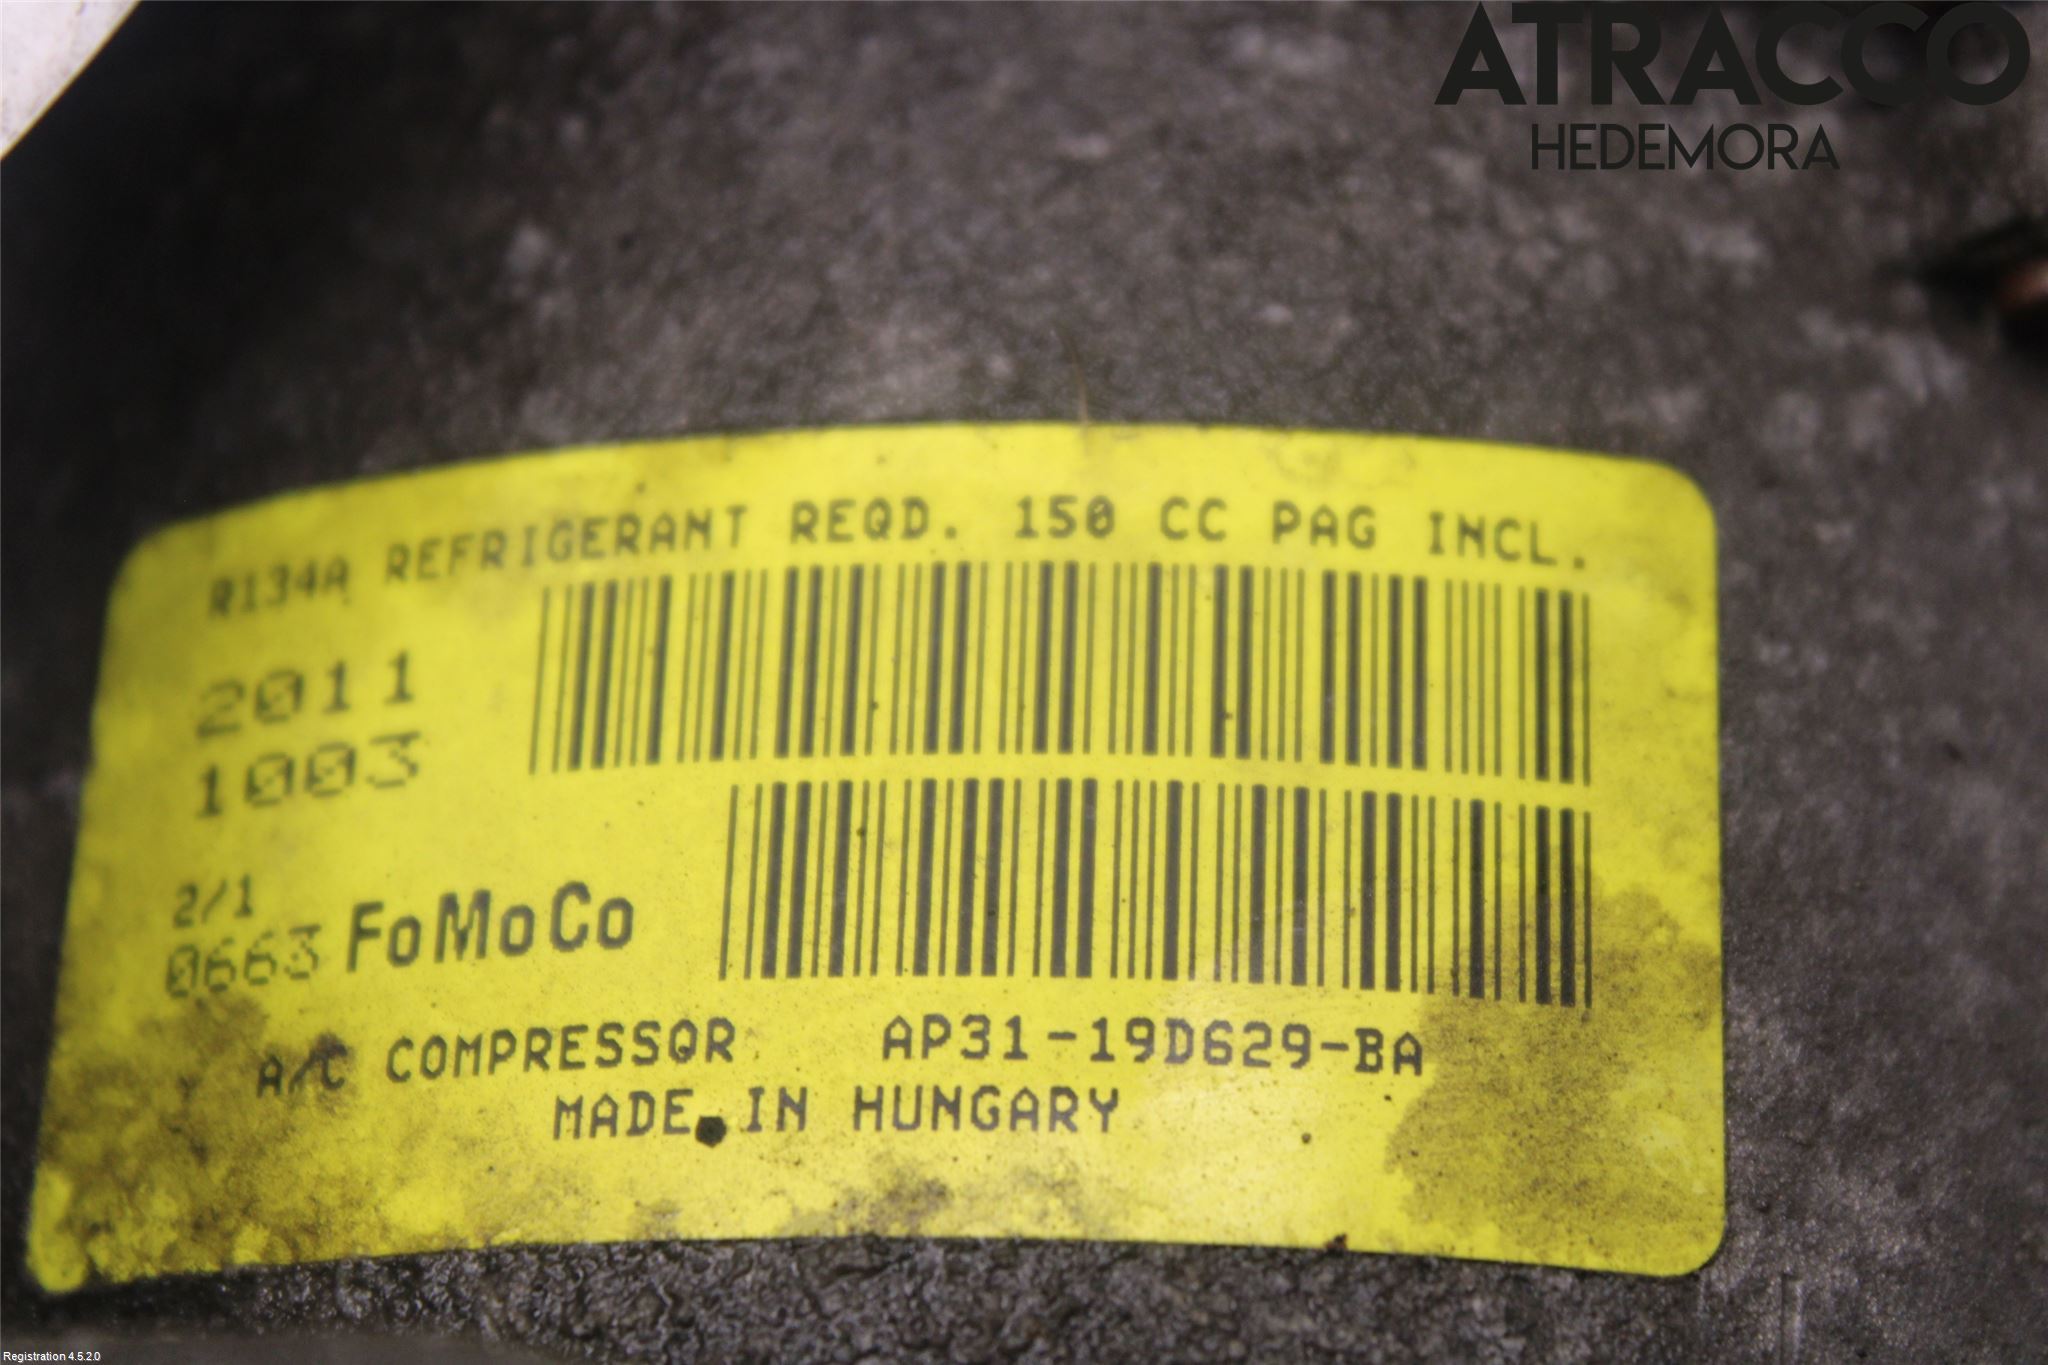 ATRACCO
HEDEMORA
R134A REFRIGERANT REQD. 150 CC PAG INCL.
2011
1003
2/1
0663 FoMoCo
A/C COMPRESSOR AP31-19D629-BA
MADE IN HUNGARY
Registration 4.5.2.0